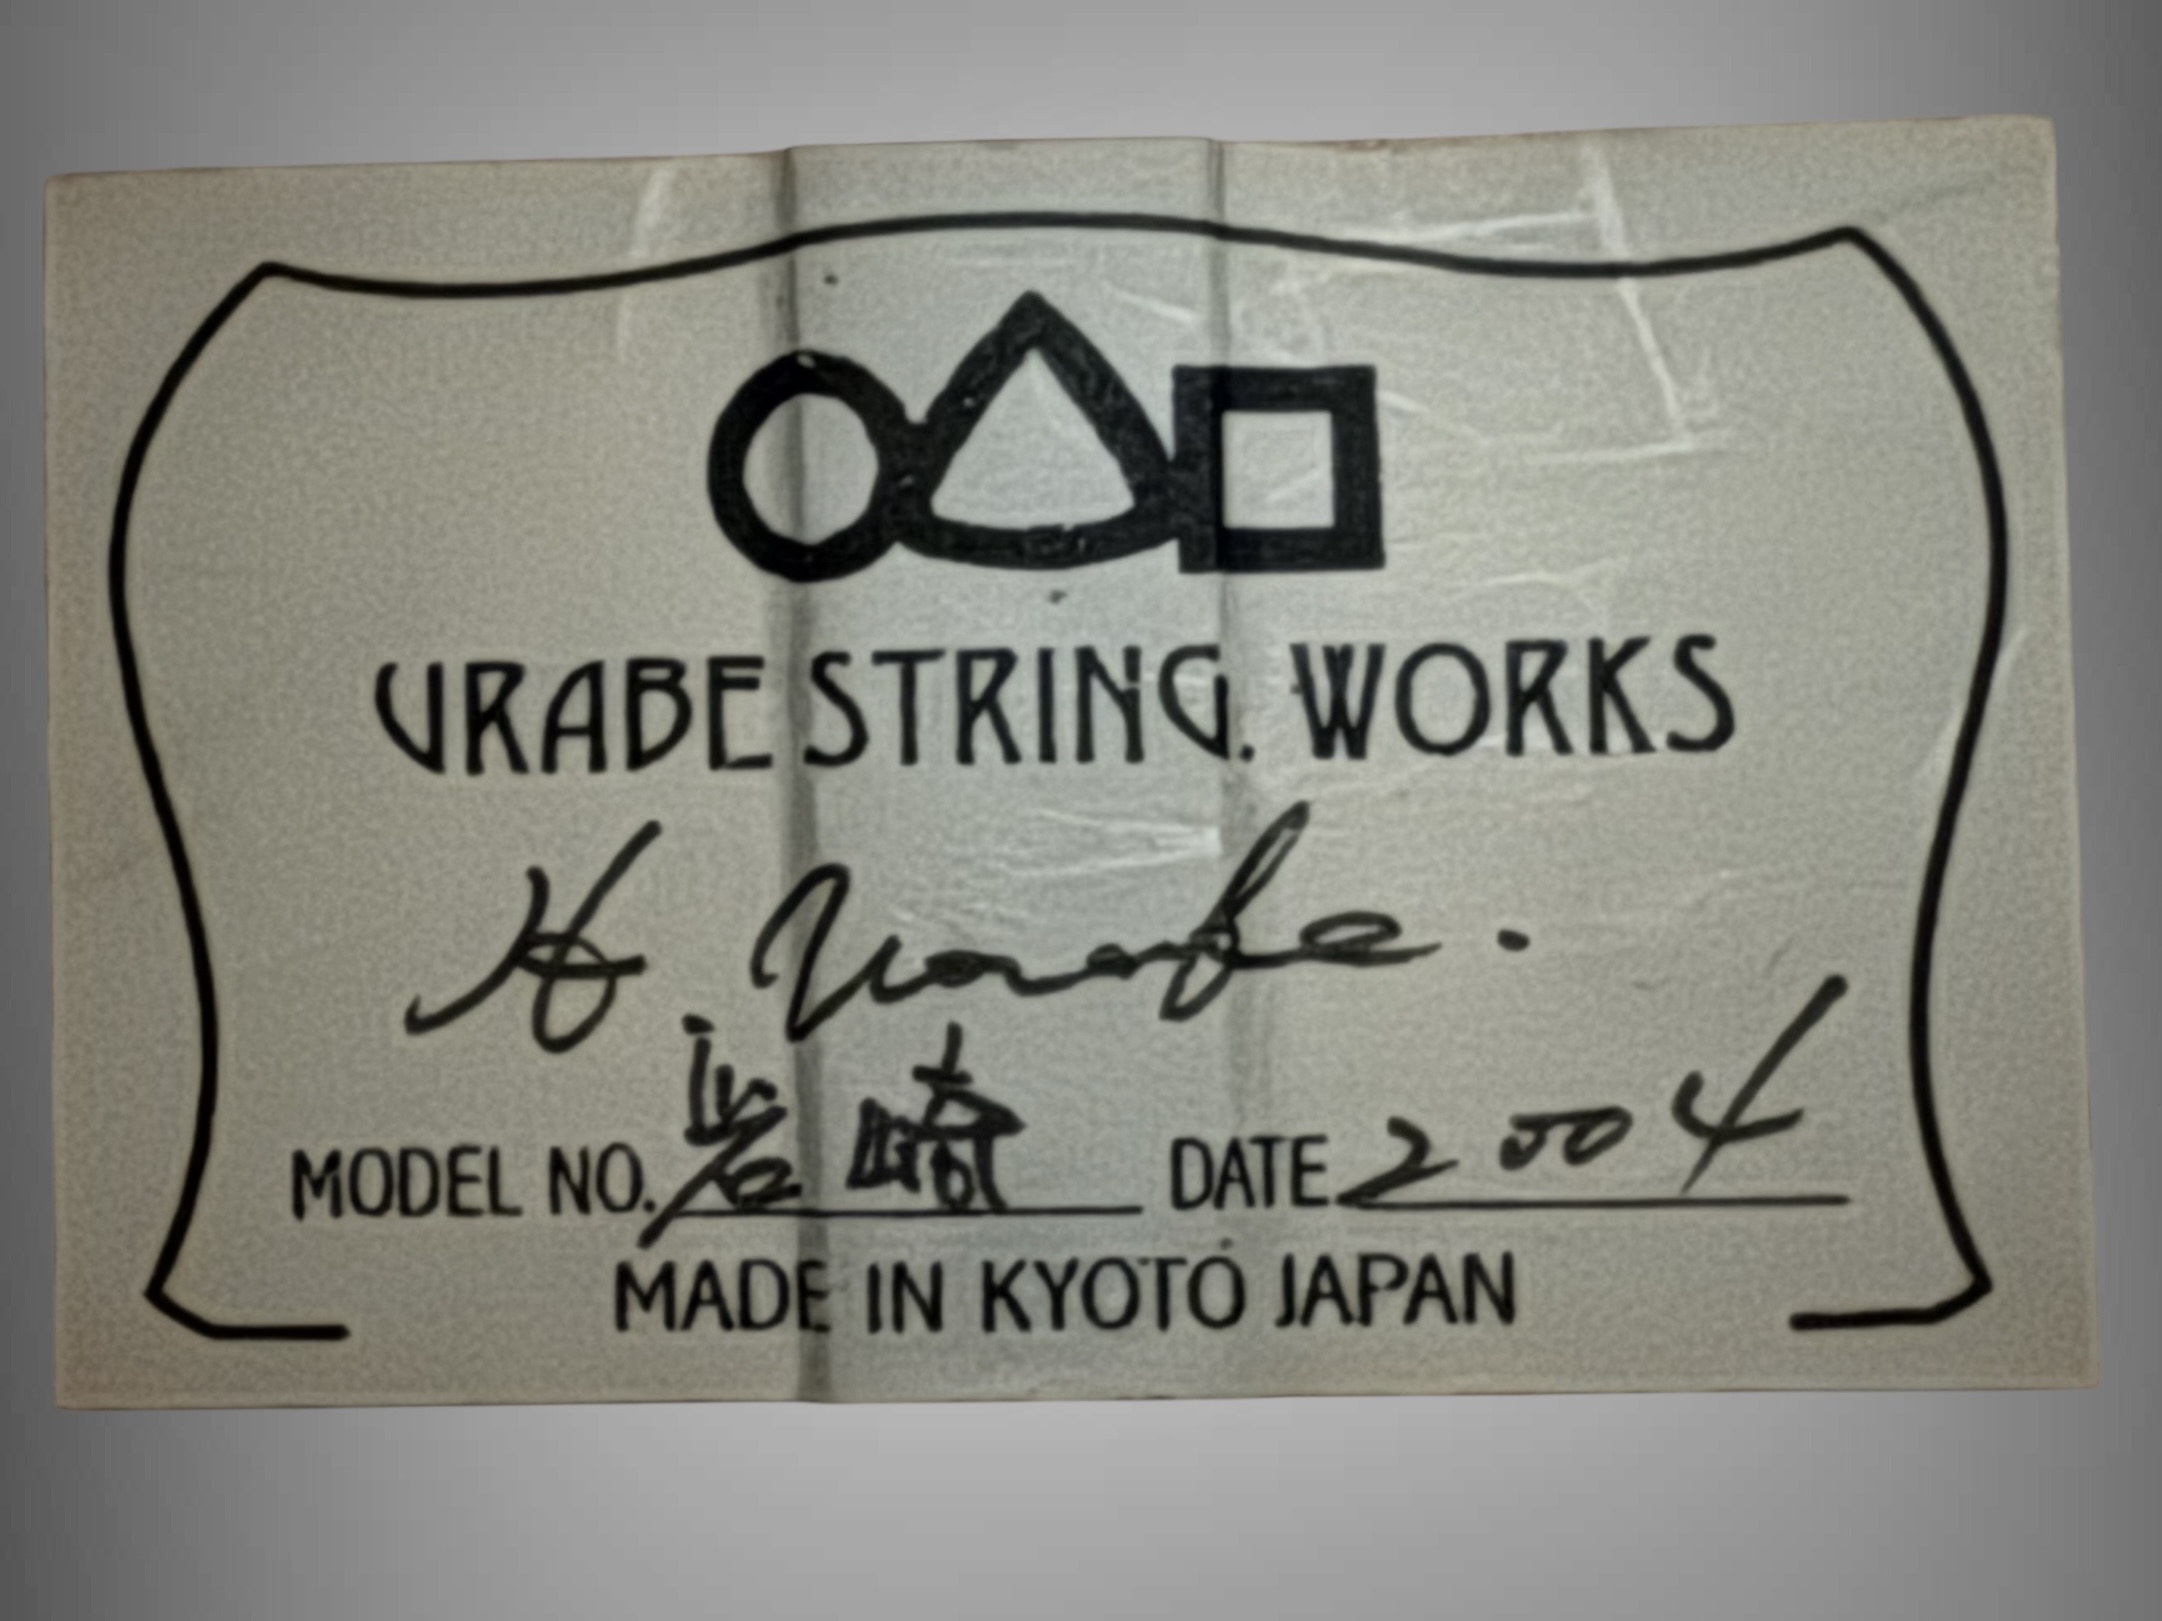 URABE STRING. WORKS
H. Urabe.
MODEL NO. 岩崎 DATE 2004
MADE IN KYOTO JAPAN